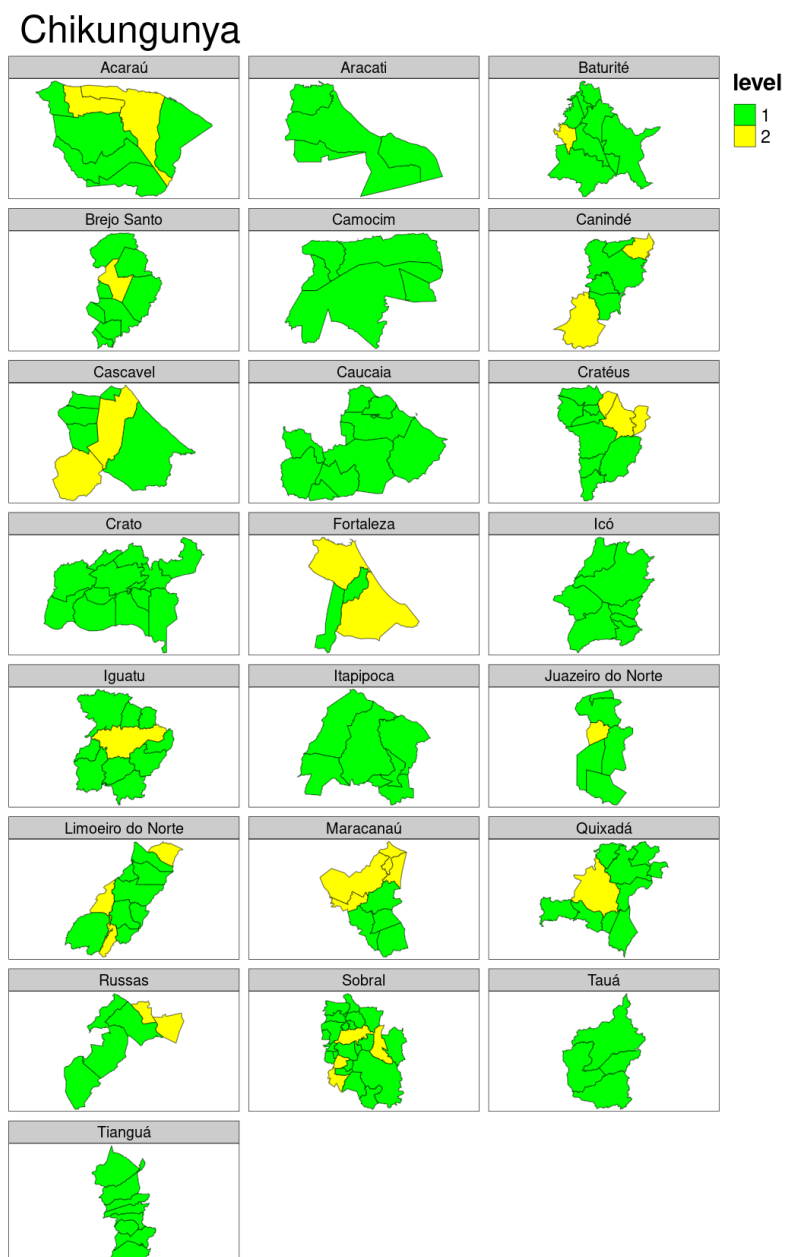 Chikungunya
Acaraú
Aracati
Baturité
level
1
2
Brejo Santo
Camocim
Canindé
Cascavel
Caucaia
Cratéus
Crato
Fortaleza
Icó
Iguatu
Itapipoca
Juazeiro do Norte
Limoeiro do Norte
Maracanaú
Quixadá
Russas
Sobral
Tauá
Tianguá